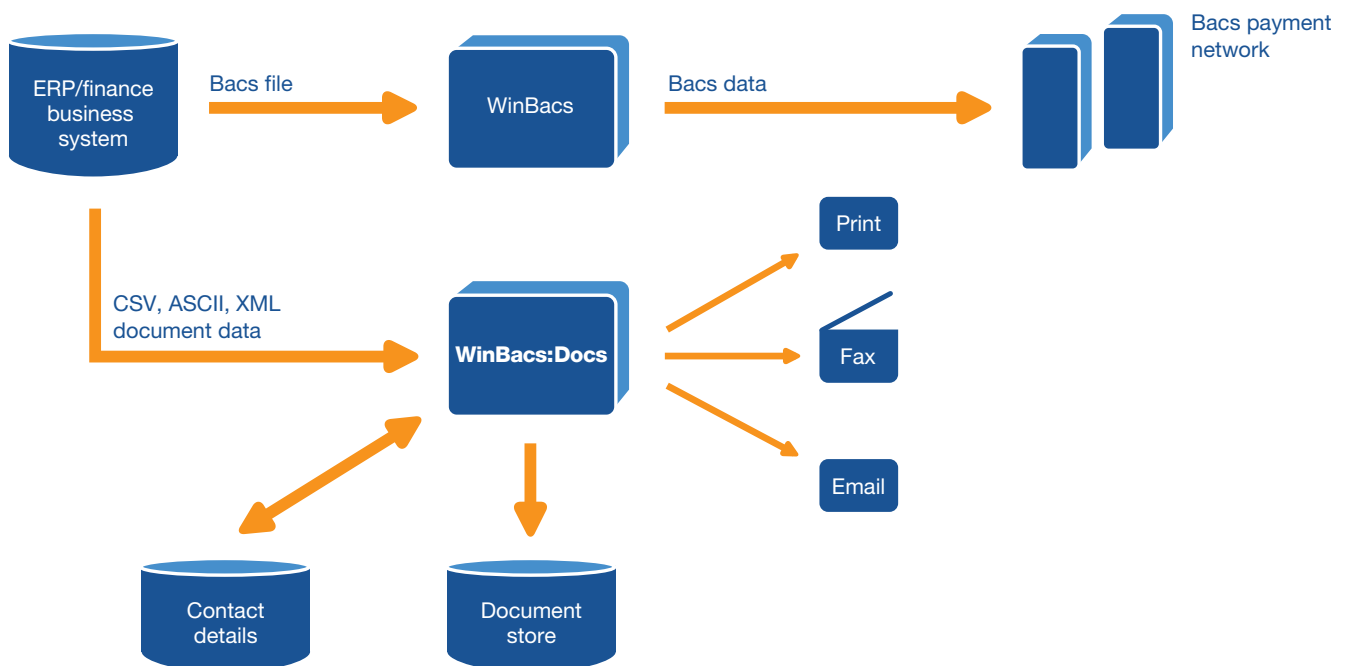 Bacs payment
network
ERP/finance
business
system
Bacs file
WinBacs
Bacs data
Print
CSV, ASCII, XML
document data
WinBacs:Docs
Fax
Email
Contact
details
Document
store